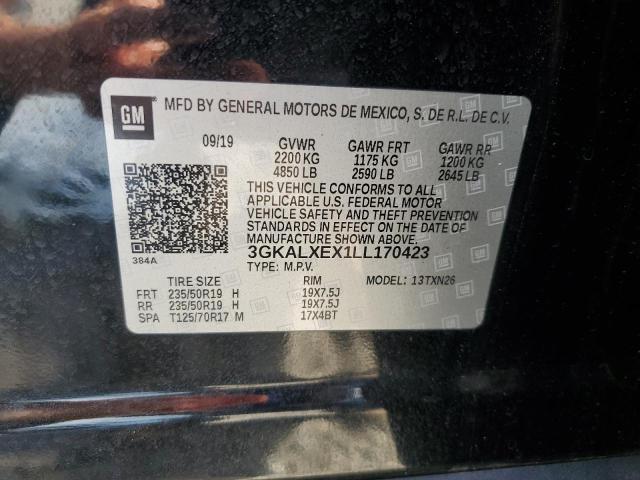 GM
MFD BY GENERAL MOTORS DE MEXICO, S. DE R.L. DE C.V.
09/19 GVWR GAWR FRT GAWR RR
2200 KG 1175 KG 1200 KG
4850 LB 2590 LB 2645 LB
THIS VEHICLE CONFORMS TO ALL
APPLICABLE U.S. FEDERAL MOTOR
VEHICLE SAFETY AND THEFT PREVENTION
STANDARDS IN EFFECT ON THE DATE OF
MANUFACTURE SHOWN ABOVE.
384A
3GKALXEX1LL170423
TYPE: M.P.V. 13TXN26
TIRE SIZE RIM
FRT 235/50R19 H 19X7.5J
RR 235/50R19 H 19X7.5J
SPA T125/70R17 M 17X4BT